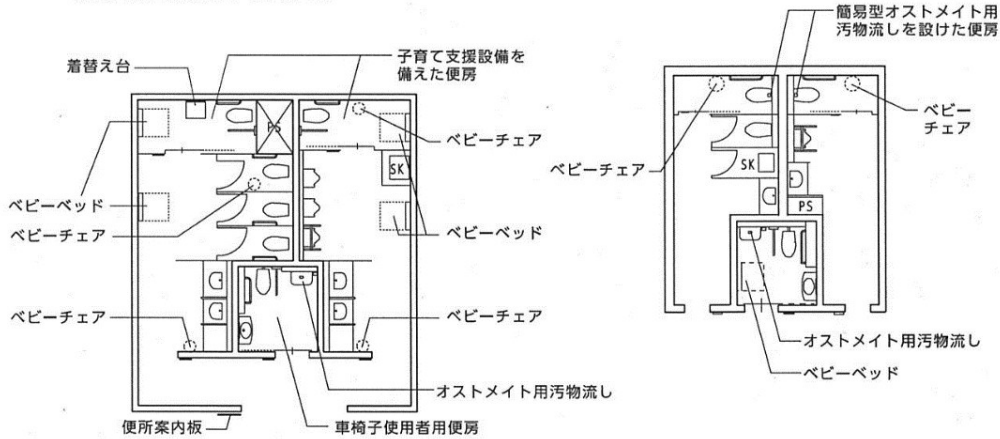 簡易型オストメイト用
汚物流しを設けた便房
子育て支援設備を
備えた便房
着替え台
PS
ベビーチェア
SK
ベビーベッド
ベビーチェア
ベビーベッド
ベビーチェア
ベビーチェア
オストメイト用汚物流し
便所案内板
車椅子使用者用便房
ベビー
チェア
ベビーチェア
SK
PS
オストメイト用汚物流し
ベビーベッド